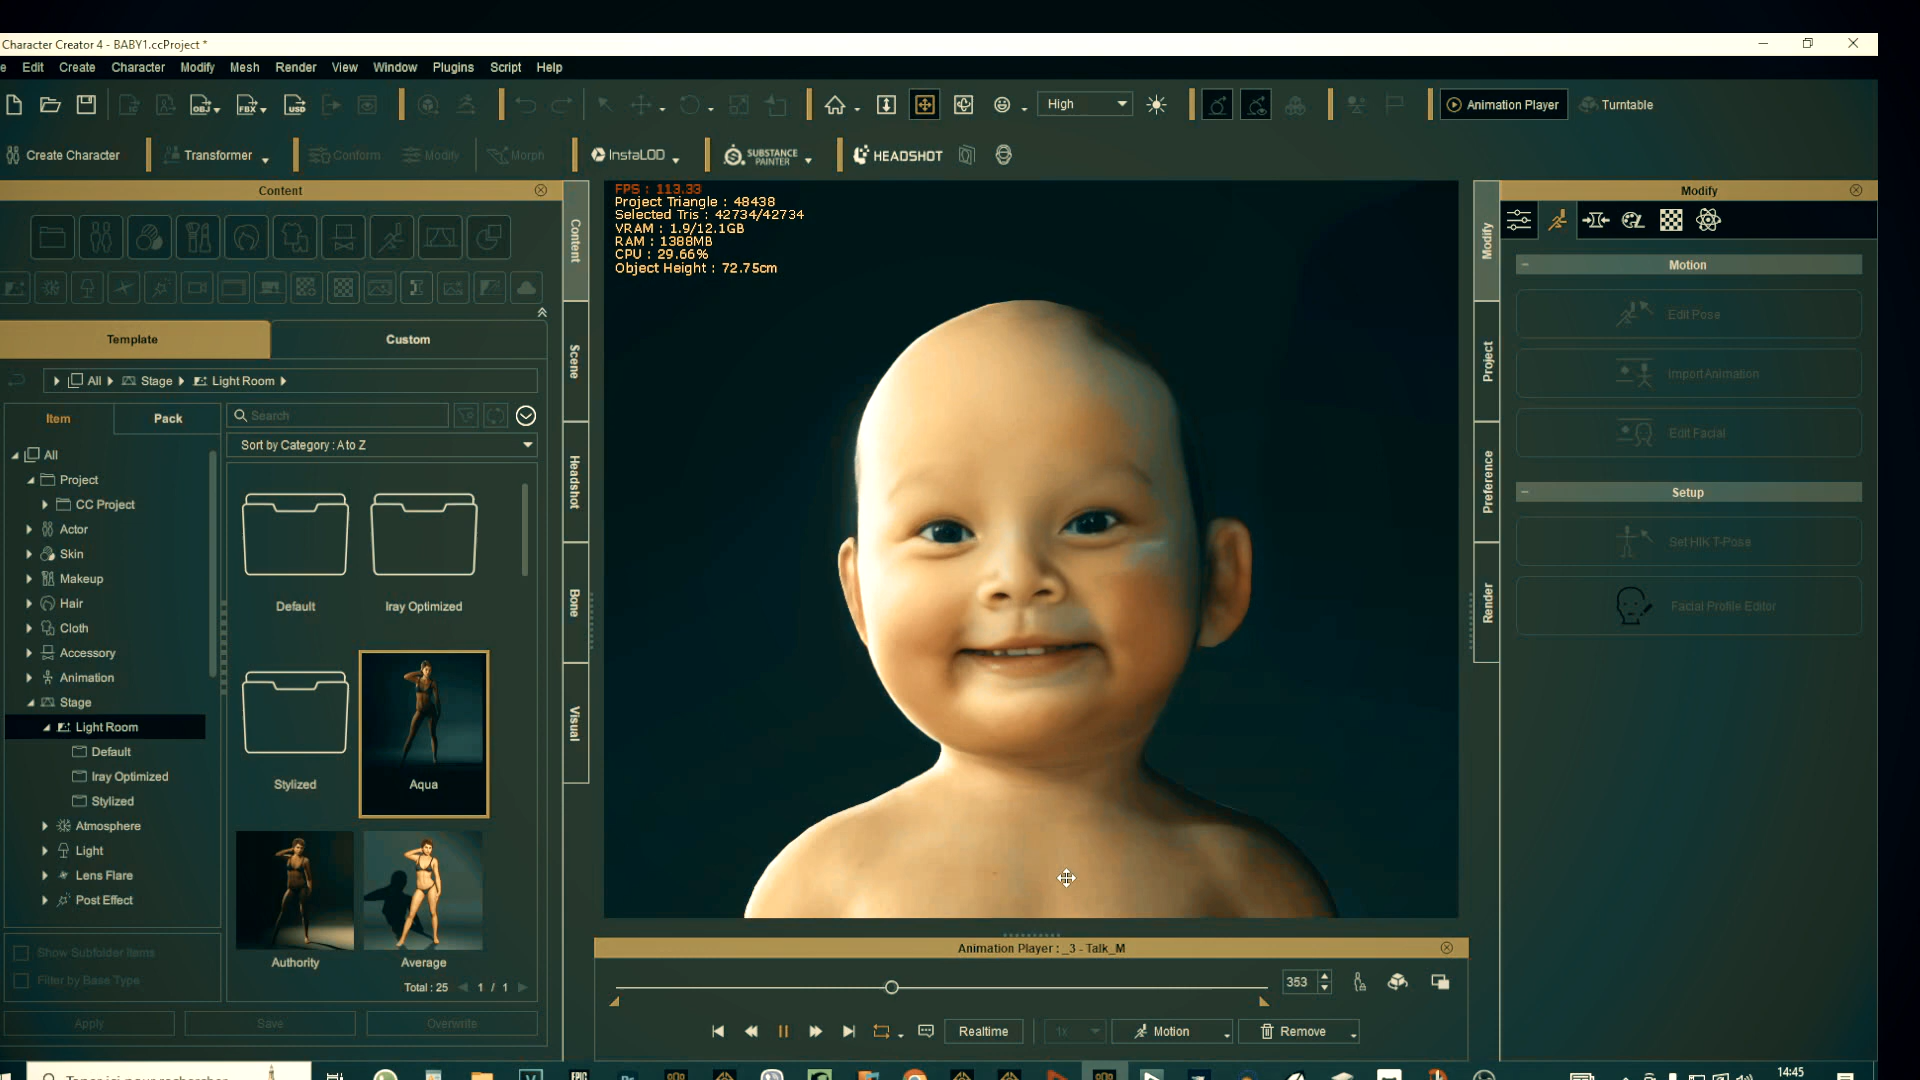 Character Creator 4 - BABY1.ccProject *
e Edit Create Character Modify Mesh Render View Window Plugins Script Help
OBJ FBX USD High Animation Player Turntable
Create Character Transformer Conform Modify Morph InstaLOD SUBSTANCE PAINTER HEADSHOT
Content
Template Custom
All Stage Light Room
Item Pack
Search
Sort by Category : A to Z
All
Project
CC Project
Actor
Skin
Makeup
Hair
Cloth
Accessory
Animation
Stage
Light Room
Default
Iray Optimized
Stylized
Atmosphere
Light
Lens Flare
Post Effect
Show Subfolder Items
Filter by Base Type
Default Iray Optimized
Stylized Aqua
Authority Average
Total : 25 1 / 1
Apply Save Overwrite
Content
Scene
Headshot
Bone
Visual
FPS : 113.33
Project Triangle : 48438
Selected Tris : 42734/42734
VRAM : 1.9/12.1GB
RAM : 1388MB
CPU : 29.66%
Object Height : 72.75cm
Animation Player : _3 - Talk_M
353
Realtime 1x Motion Remove
Modify
Project
Preference
Render
Modify
Motion
Edit Pose
Import Animation
Edit Facial
Setup
Set HIK T-Pose
Facial Profile Editor
EPIC
14:45